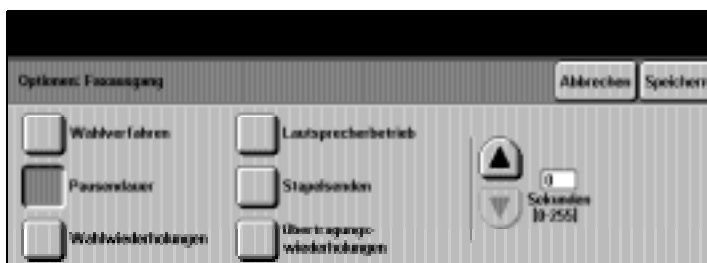 Optionen: Faxausgang
Abbrechen
Speichern
Wahlverfahren
Lautsprecherbetrieb
Pausendauer
Stapelsenden
0
Sekunden
[0-255]
Wahlwiederholungen
Übertragungs-
wiederholungen